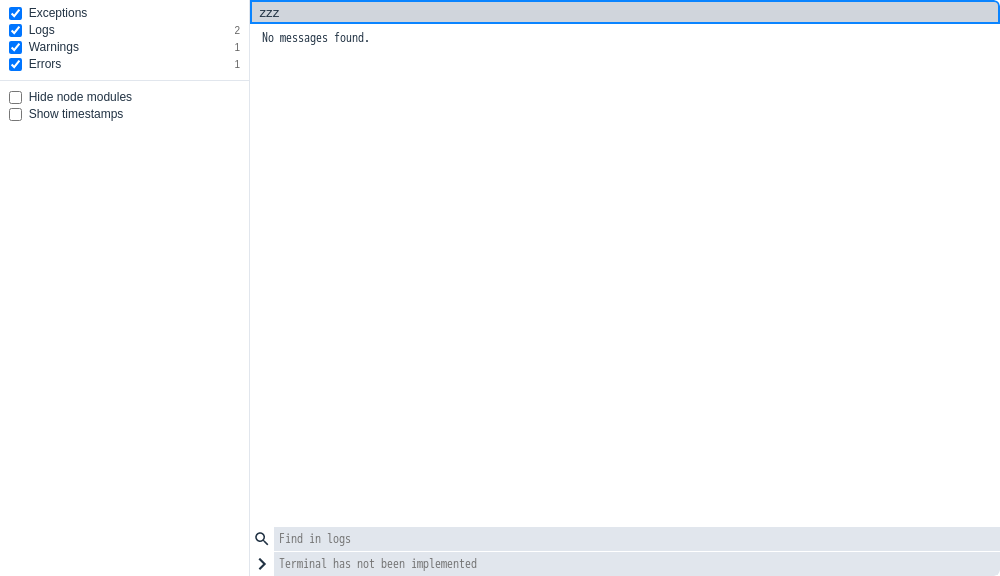 Exceptions
Logs 2
Warnings 1
Errors 1
Hide node modules
Show timestamps
zzz
No messages found.
Find in logs
Terminal has not been implemented